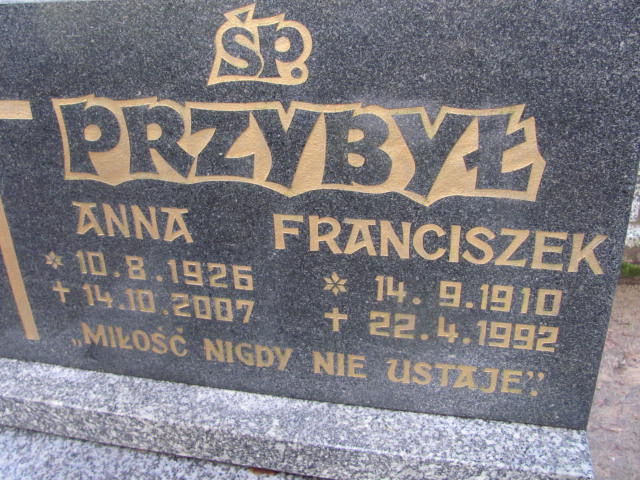 ŚP.
PRZYBYŁ
ANNA
* 10.8.1926
✝ 14.10.2007
FRANCISZEK
* 14.9.1910
✝ 22.4.1992
„MIŁOŚĆ NIGDY NIE USTAJE”.